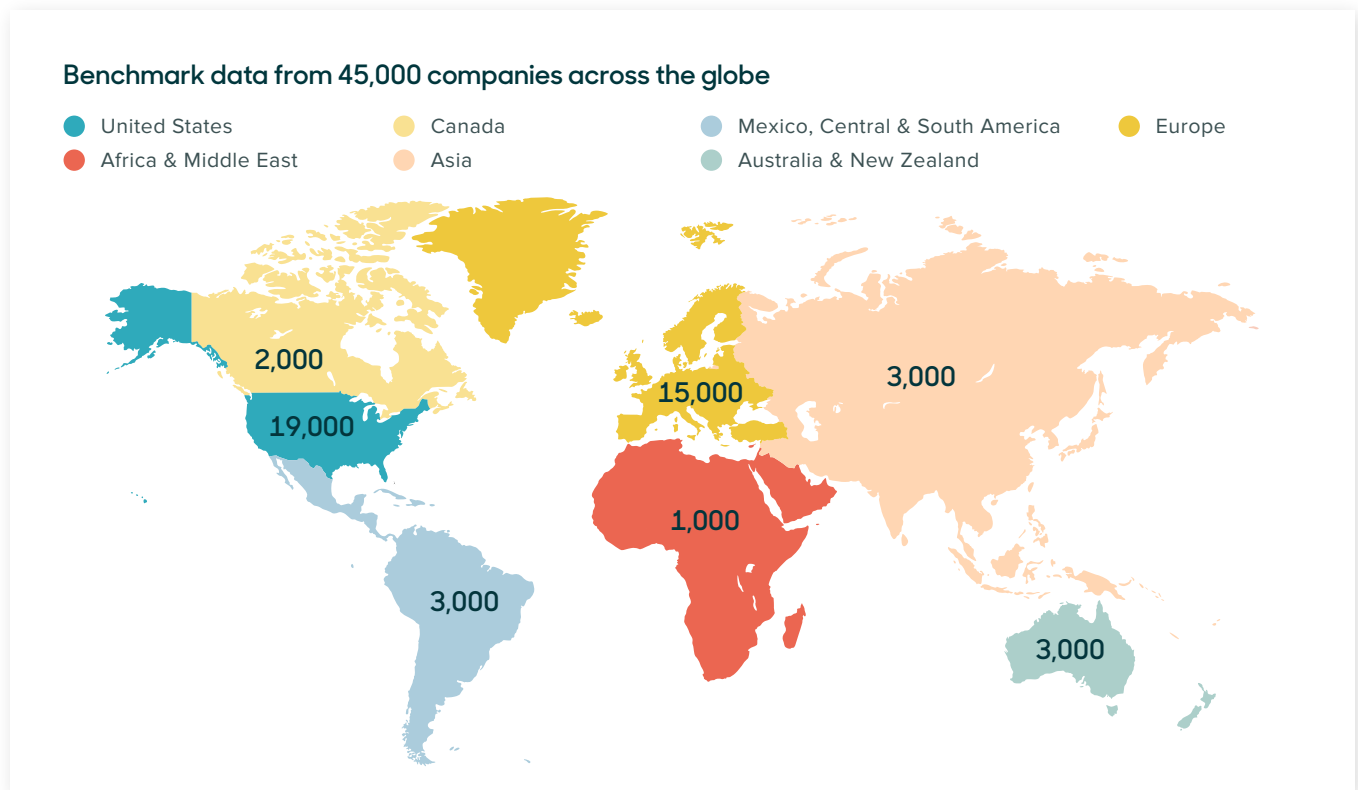 Benchmark data from 45,000 companies across the globe
United States
Canada
Mexico, Central & South America
Europe
Africa & Middle East
Asia
Australia & New Zealand
2,000
3,000
15,000
19,000
1,000
3,000
3,000